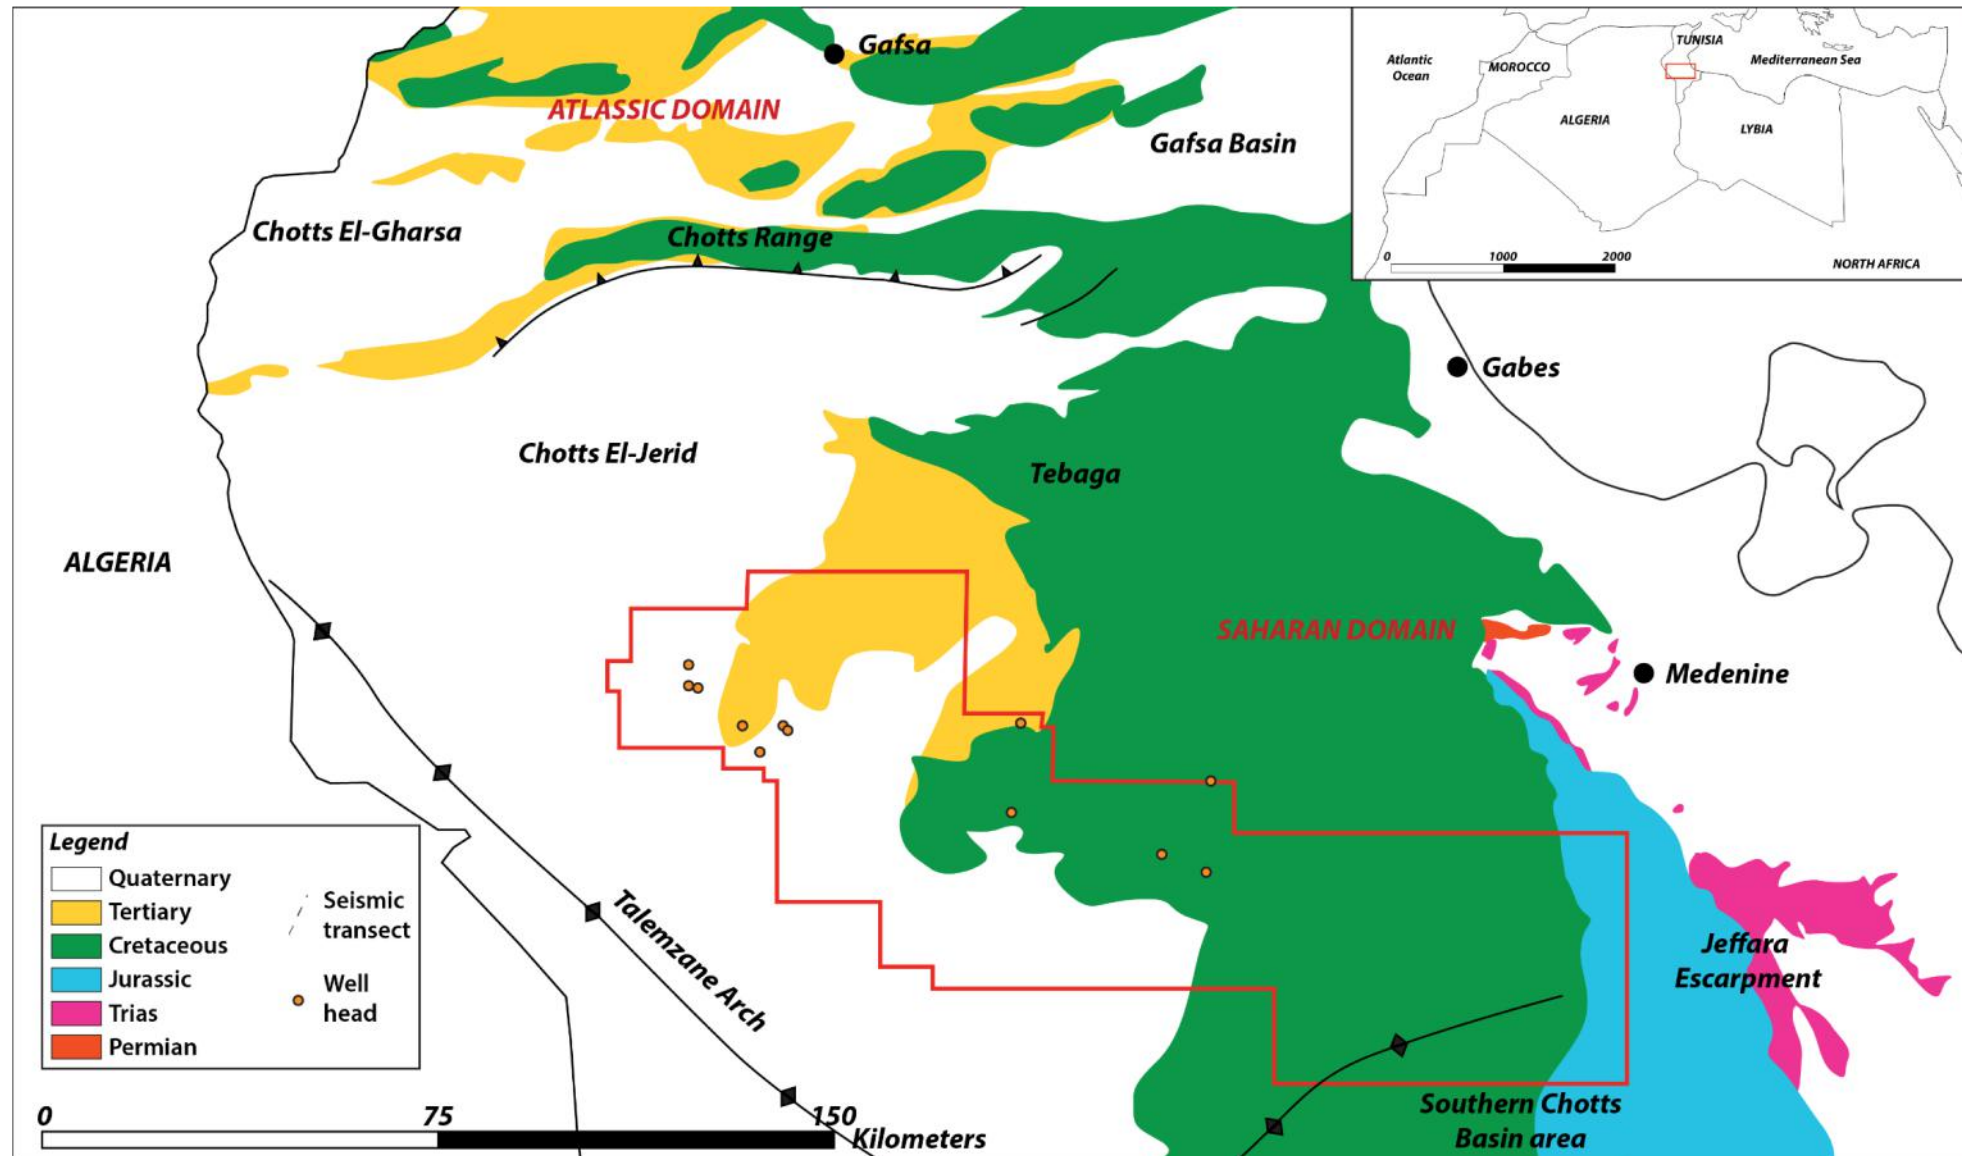 Gafsa
ATLASSIC DOMAIN
Gafsa Basin
Chotts El-Gharsa
Chotts Range
Atlantic
Ocean
MOROCCO
TUNISIA
Mediterranean Sea
ALGERIA
LYBIA
0
1000
2000
NORTH AFRICA
Gabes
Chotts El-Jerid
Tebaga
ALGERIA
SAHARAN DOMAIN
Medenine
Jeffara
Escarpment
Talemzane Arch
Southern Chotts
Basin area
Legend
Quaternary
Tertiary
Cretaceous
Jurassic
Trias
Permian
Seismic
transect
Well
head
0
75
150
Kilometers